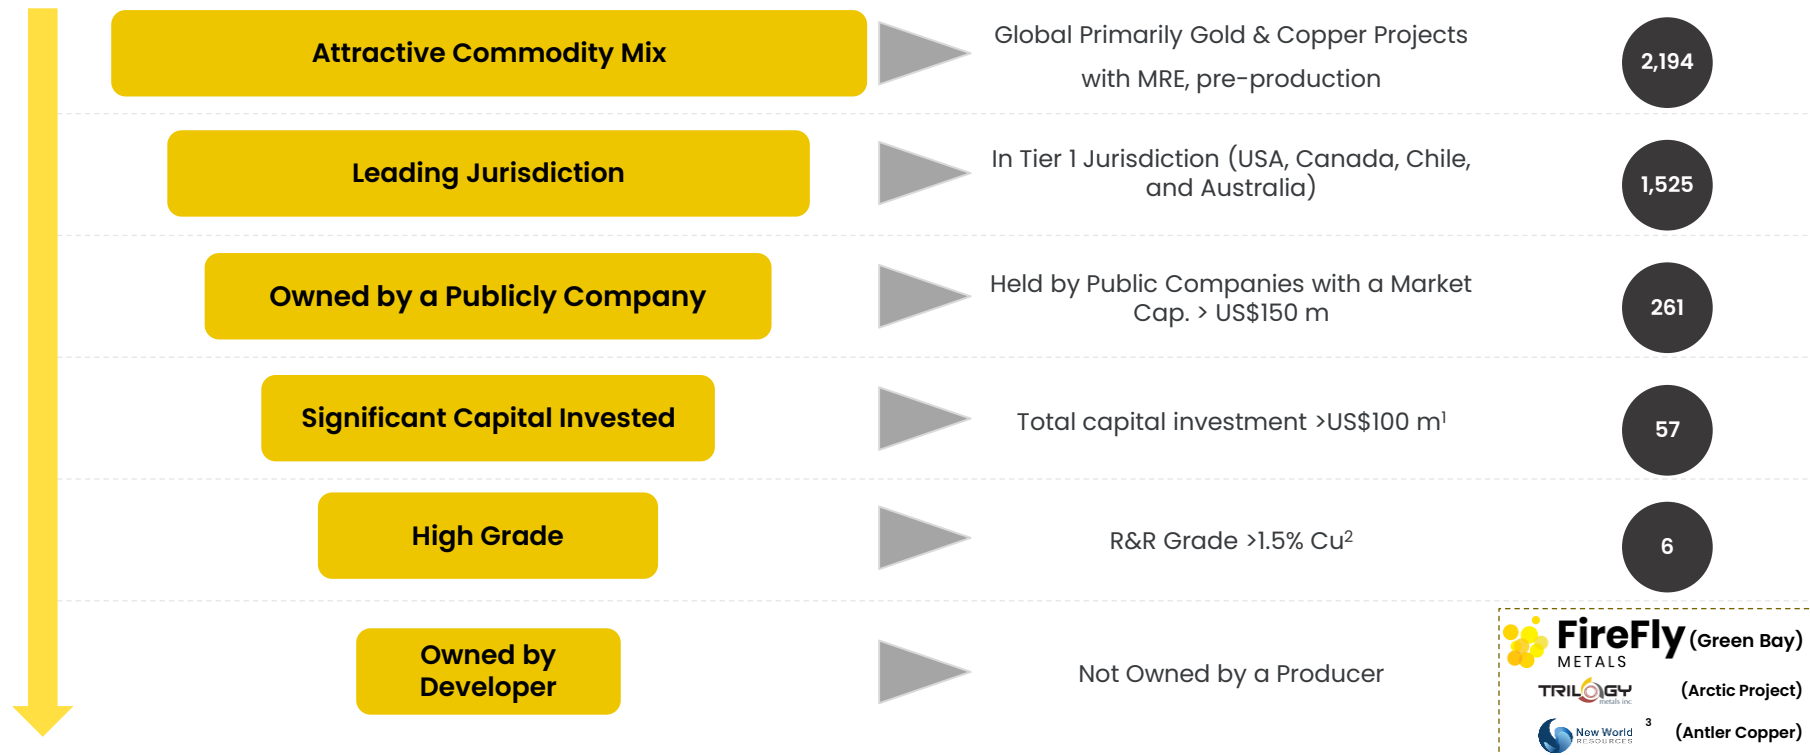 Attractive Commodity Mix
Global Primarily Gold & Copper Projects
with MRE, pre-production
2,194
Leading Jurisdiction
In Tier 1 Jurisdiction (USA, Canada, Chile,
and Australia)
1,525
Owned by a Publicly Company
Held by Public Companies with a Market
Cap. > US$150 m
261
Significant Capital Invested
Total capital investment >US$100 m¹
57
High Grade
R&R Grade >1.5% Cu²
6
Owned by
Developer
Not Owned by a Producer
FireFly (Green Bay)
METALS
TRILOGY (Arctic Project)
metals inc
New World ³ (Antler Copper)
RESOURCES